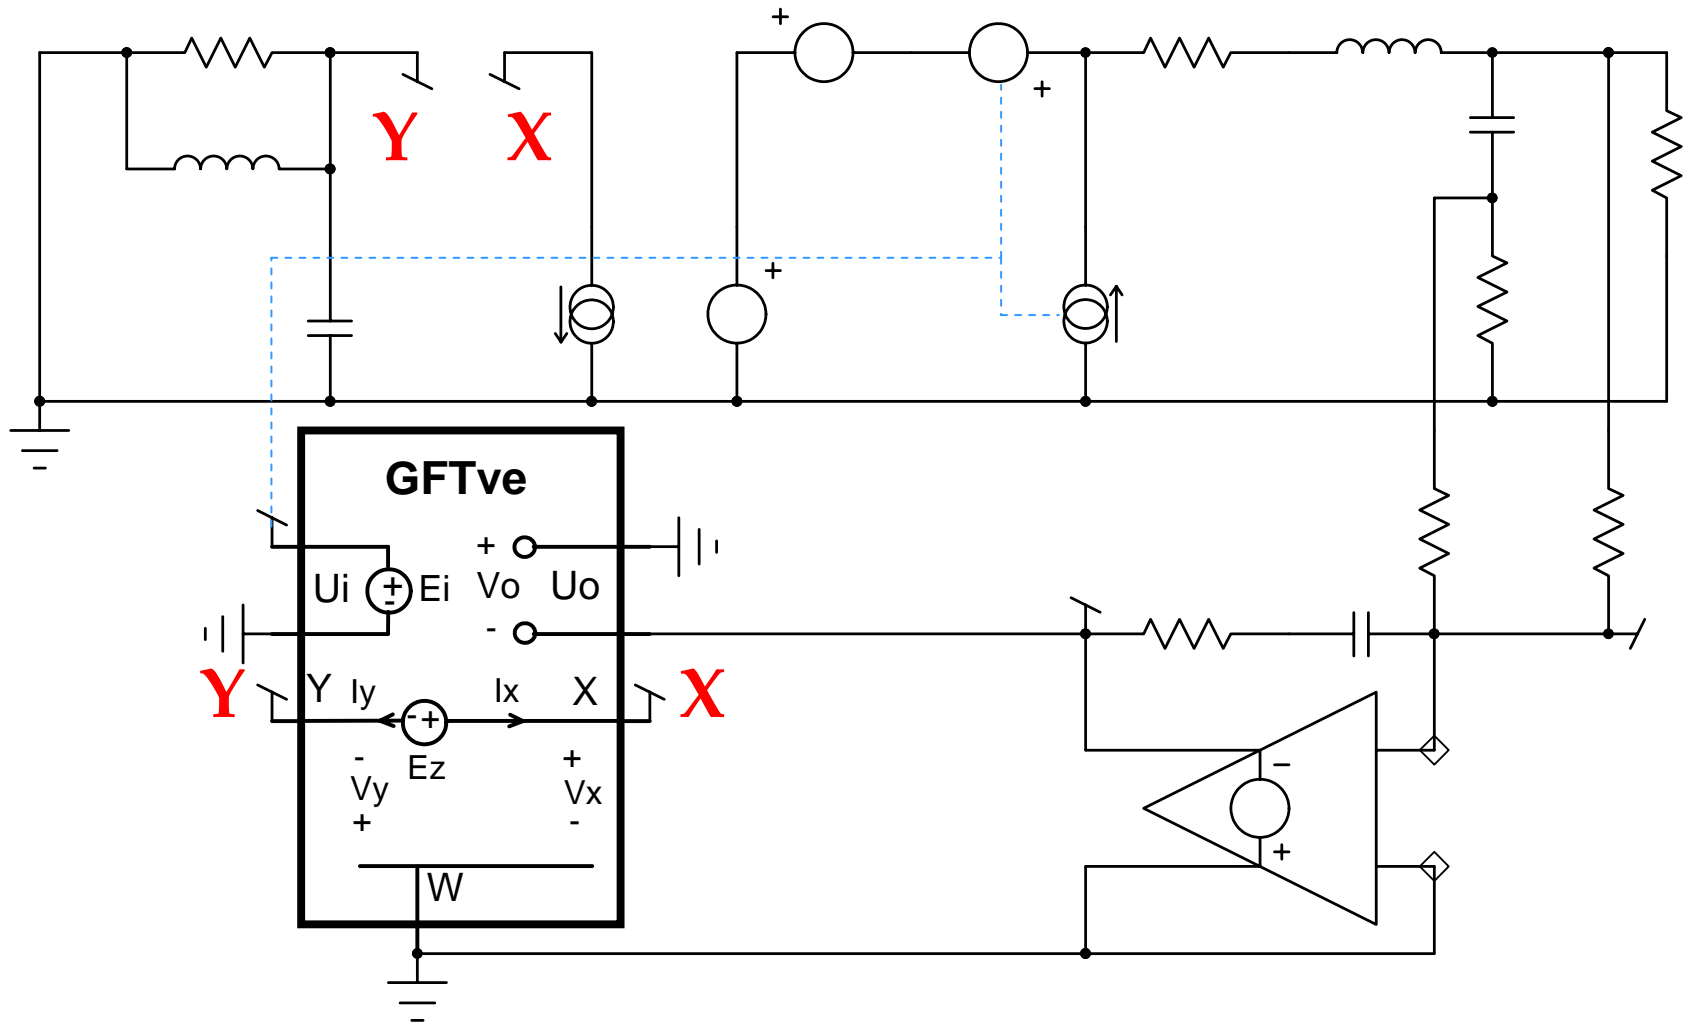 +
+
Y X
+
GFTve
+ Vo -
Ui + - Ei
Uo
Y X
Y Iy Ix X
- +
Ez
- Vy +
+ Vx -
W
−
+